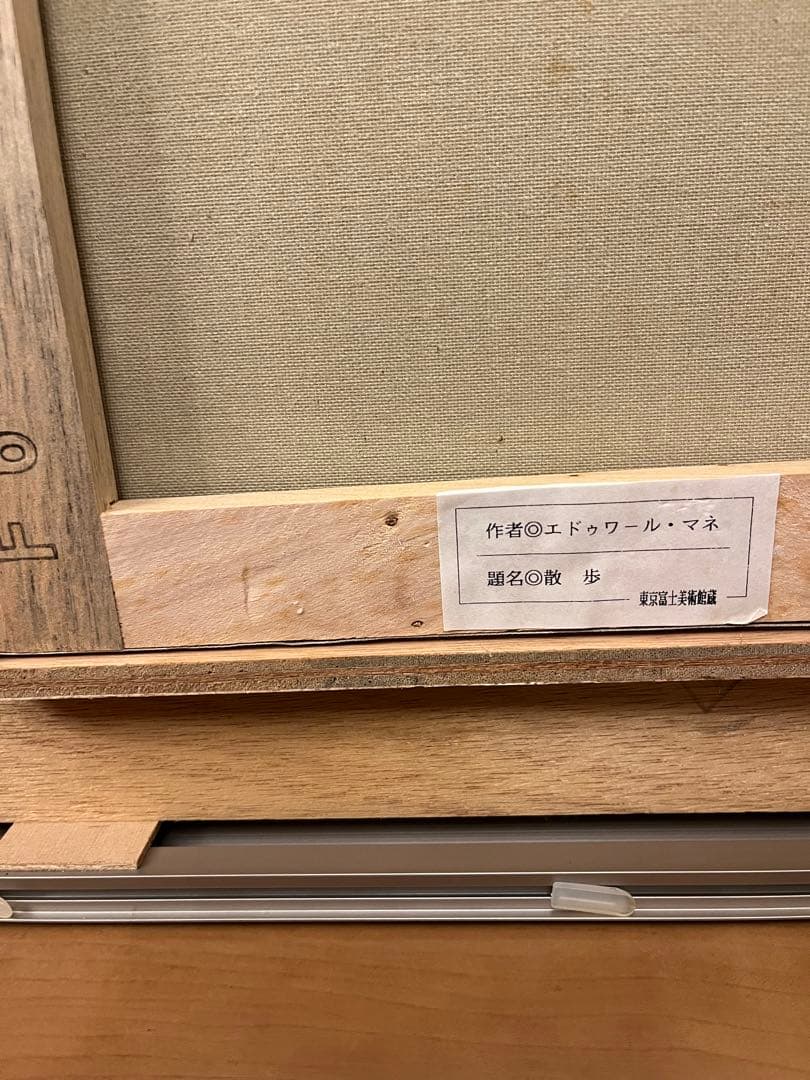 F6
作者◎エドゥワール・マネ
題名◎散　歩
東京富士美術館蔵